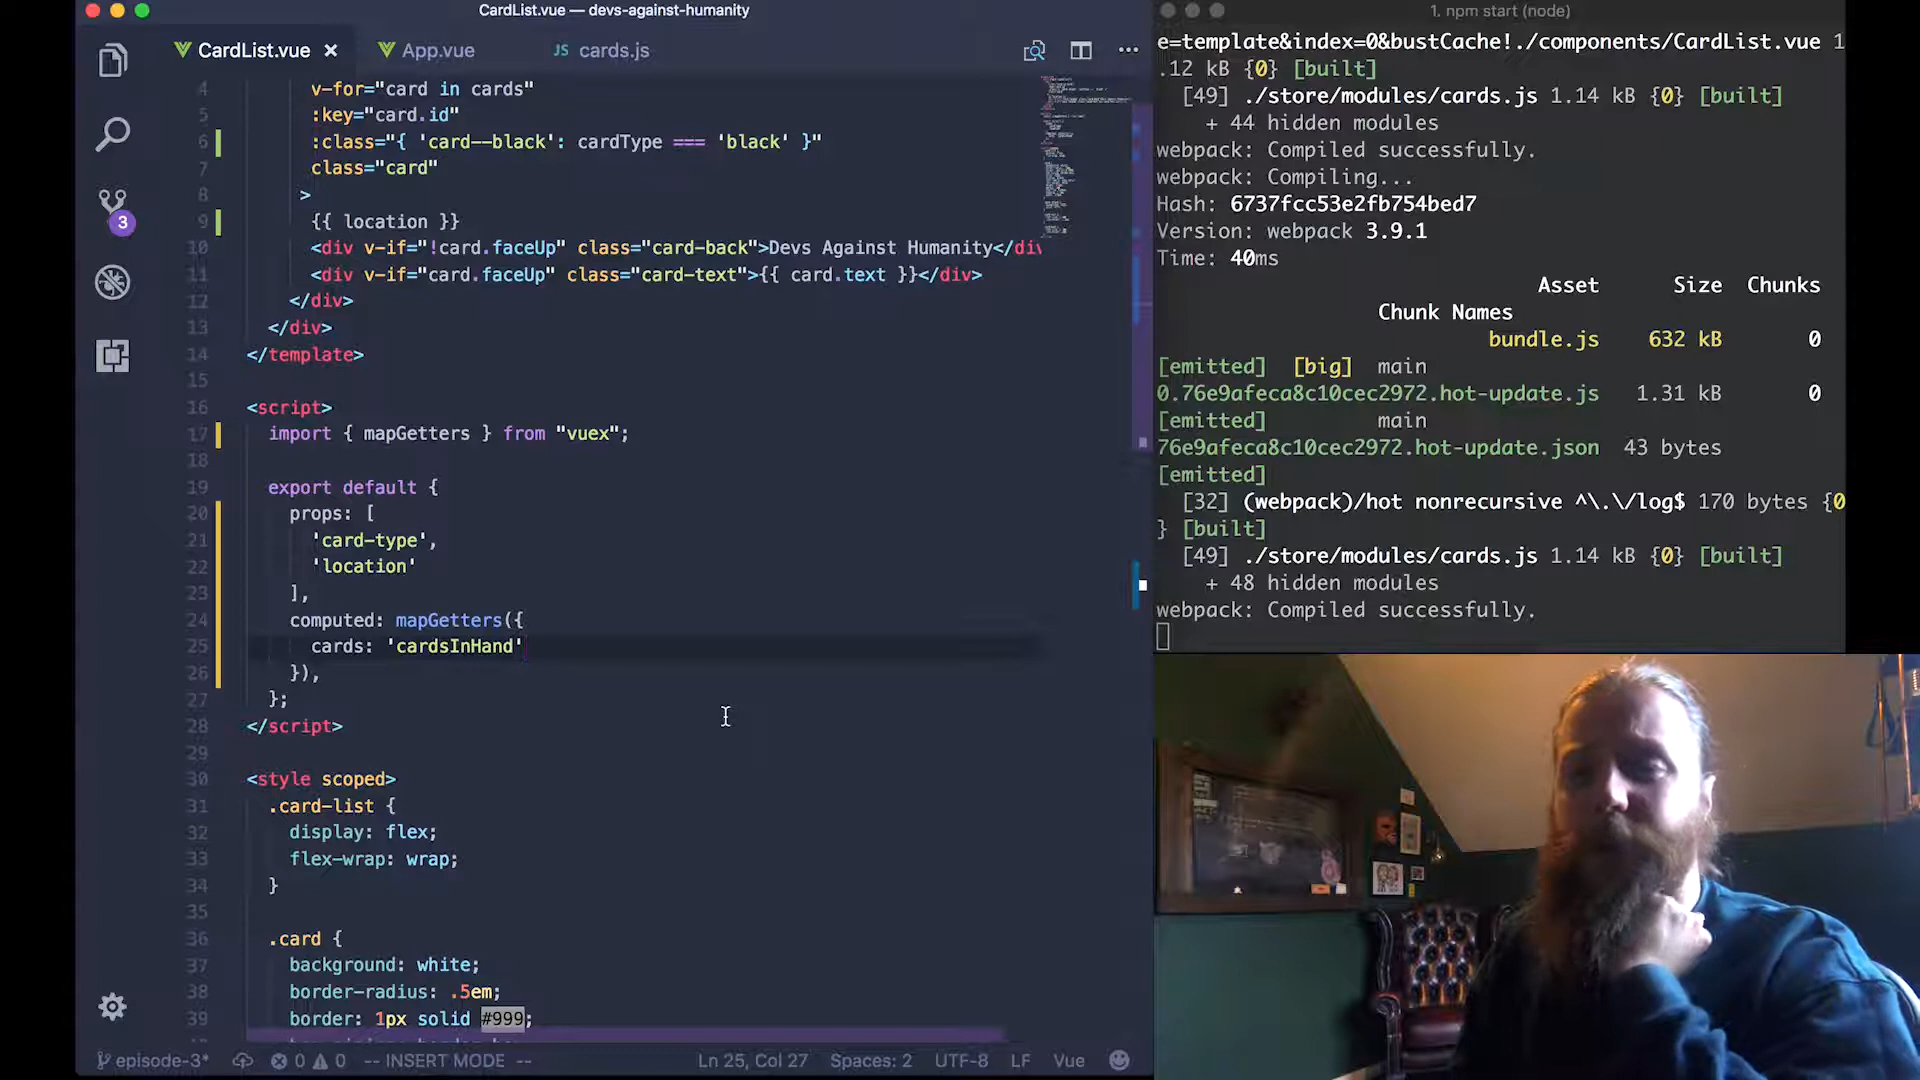 CardList.vue — devs-against-humanity
CardList.vue ×
App.vue
JS cards.js
4 v-for="card in cards"
5 :key="card.id"
6 :class="{ 'card--black': cardType === 'black' }"
7 class="card"
8 >
9 {{ location }}
10 <div v-if="!card.faceUp" class="card-back">Devs Against Humanity</div
11 <div v-if="card.faceUp" class="card-text">{{ card.text }}</div>
12 </div>
13 </div>
14 </template>
15
16 <script>
17 import { mapGetters } from "vuex";
18
19 export default {
20 props: [
21 'card-type',
22 'location'
23 ],
24 computed: mapGetters({
25 cards: 'cardsInHand'
26 }),
27 };
28 </script>
29
30 <style scoped>
31 .card-list {
32 display: flex;
33 flex-wrap: wrap;
34 }
35
36 .card {
37 background: white;
38 border-radius: .5em;
39 border: 1px solid #999;
3
episode-3* 0 0 -- INSERT MODE -- Ln 25, Col 27 Spaces: 2 UTF-8 LF Vue
1. npm start (node)
e=template&index=0&bustCache!./components/CardList.vue 1
.12 kB {0} [built]
[49] ./store/modules/cards.js 1.14 kB {0} [built]
+ 44 hidden modules
webpack: Compiled successfully.
webpack: Compiling...
Hash: 6737fcc53e2fb754bed7
Version: webpack 3.9.1
Time: 40ms
Asset Size Chunks
Chunk Names
bundle.js 632 kB 0
[emitted] [big] main
0.76e9afeca8c10cec2972.hot-update.js 1.31 kB 0
[emitted] main
76e9afeca8c10cec2972.hot-update.json 43 bytes
[emitted]
[32] (webpack)/hot nonrecursive ^\.\/log$ 170 bytes {0
} [built]
[49] ./store/modules/cards.js 1.14 kB {0} [built]
+ 48 hidden modules
webpack: Compiled successfully.